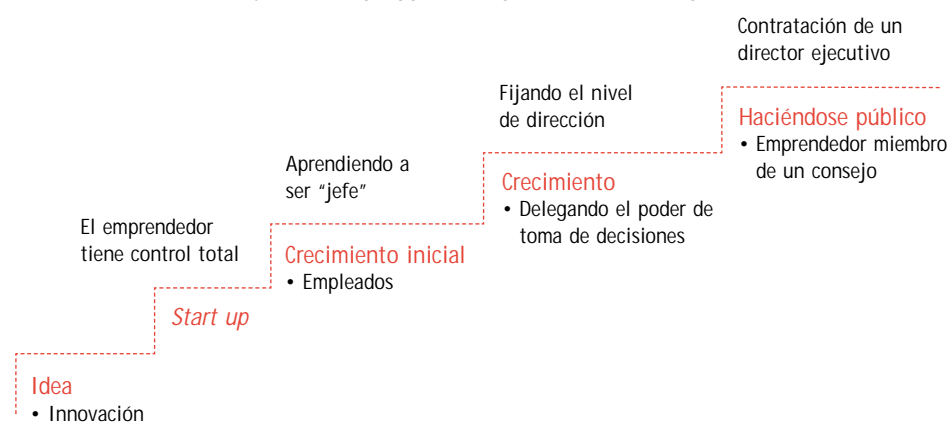 Contratación de un
director ejecutivo
Haciéndose público
• Emprendedor miembro
de un consejo
Fijando el nivel
de dirección
Crecimiento
• Delegando el poder de
toma de decisiones
Aprendiendo a
ser “jefe”
Crecimiento inicial
• Empleados
El emprendedor
tiene control total
Start up
Idea
• Innovación